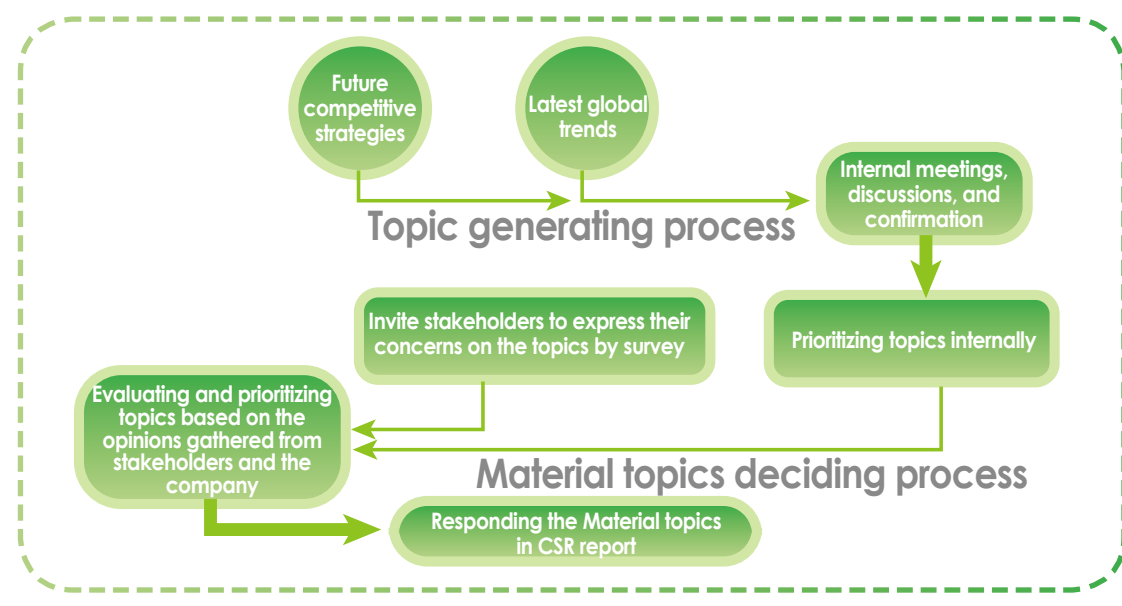 Future
competitive
strategies
Latest global
trends
Internal meetings,
discussions, and
confirmation
Topic generating process
Invite stakeholders to express their
concerns on the topics by survey
Prioritizing topics internally
Evaluating and prioritizing
topics based on the
opinions gathered from
stakeholders and the
company
Material topics deciding process
Responding the Material topics
in CSR report